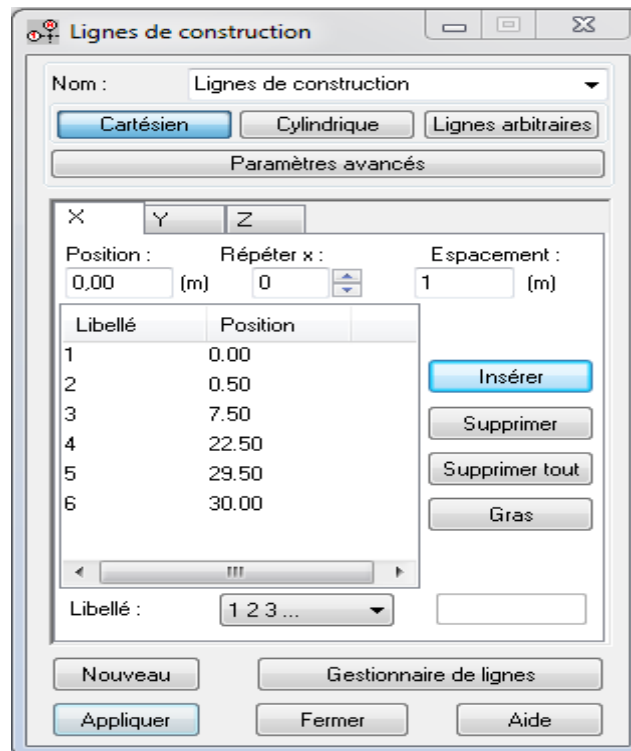 Lignes de construction
Nom : Lignes de construction
Cartésien Cylindrique Lignes arbitraires
Paramètres avancés
X Y Z
Position : Répéter x : Espacement :
0,00 (m) 0 1 (m)
Libellé Position
1 0.00
2 0.50
3 7.50
4 22.50
5 29.50
6 30.00
Insérer
Supprimer
Supprimer tout
Gras
Libellé : 1 2 3 ...
Nouveau Gestionnaire de lignes
Appliquer Fermer Aide